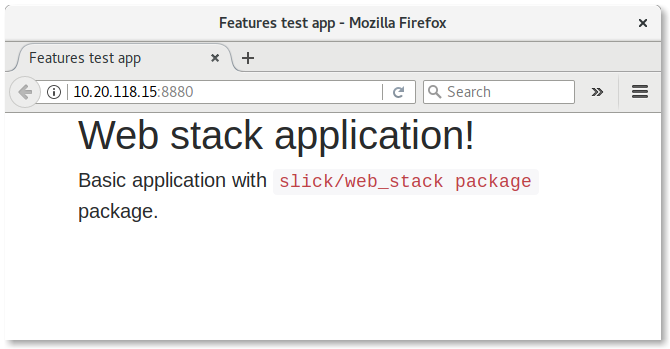 Features test app - Mozilla Firefox
Features test app
10.20.118.15:8880
Search
Web stack application!
Basic application with slick/web_stack package
package.